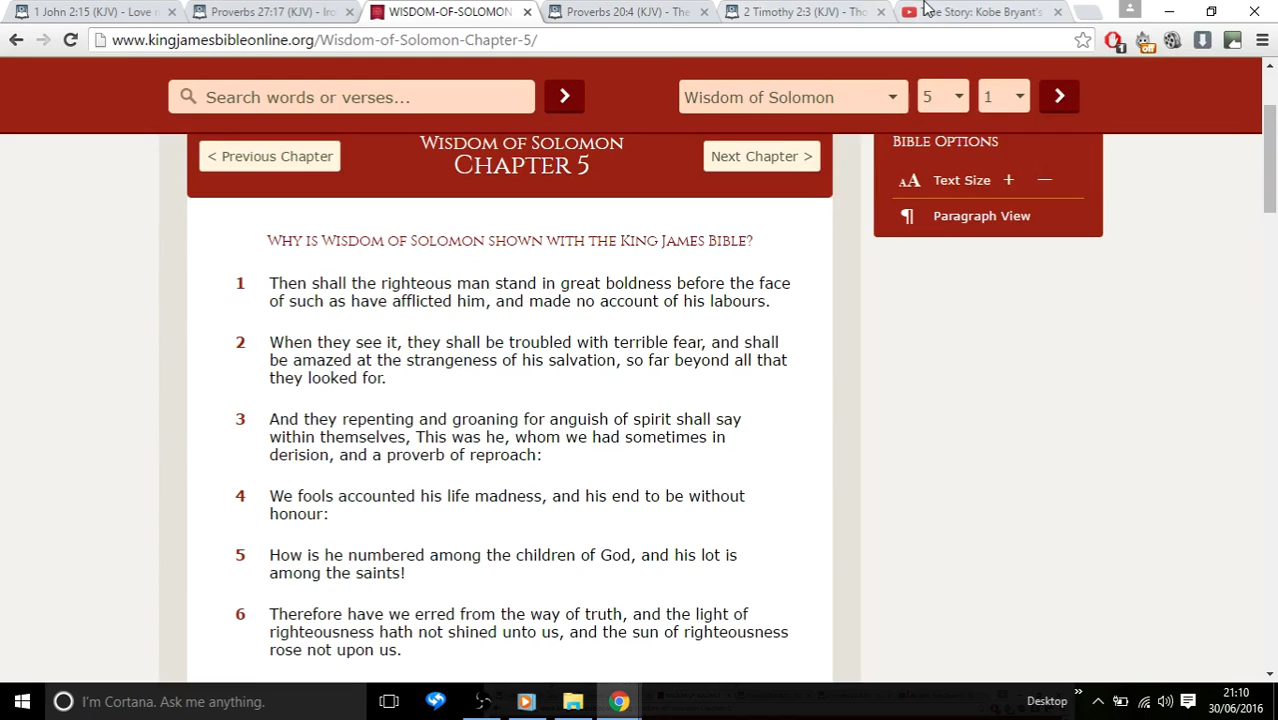 1 John 2:15 (KJV) - Love n
Proverbs 27:17 (KJV) - Iro
WISDOM-OF-SOLOMON
Proverbs 20:4 (KJV) - The
2 Timothy 2:3 (KJV) - Tho
Story: Kobe Bryant's
www.kingjamesbibleonline.org/Wisdom-of-Solomon-Chapter-5/
1
off
Search words or verses...
Wisdom of Solomon
5
1
Wisdom of Solomon
Chapter 5
< Previous Chapter
Next Chapter >
Bible Options
AA Text Size + —
¶ Paragraph View
Why is Wisdom of Solomon shown with the King James Bible?
1 Then shall the righteous man stand in great boldness before the face
of such as have afflicted him, and made no account of his labours.
2 When they see it, they shall be troubled with terrible fear, and shall
be amazed at the strangeness of his salvation, so far beyond all that
they looked for.
3 And they repenting and groaning for anguish of spirit shall say
within themselves, This was he, whom we had sometimes in
derision, and a proverb of reproach:
4 We fools accounted his life madness, and his end to be without
honour:
5 How is he numbered among the children of God, and his lot is
among the saints!
6 Therefore have we erred from the way of truth, and the light of
righteousness hath not shined unto us, and the sun of righteousness
rose not upon us.
I'm Cortana. Ask me anything.
Desktop
21:10
30/06/2016